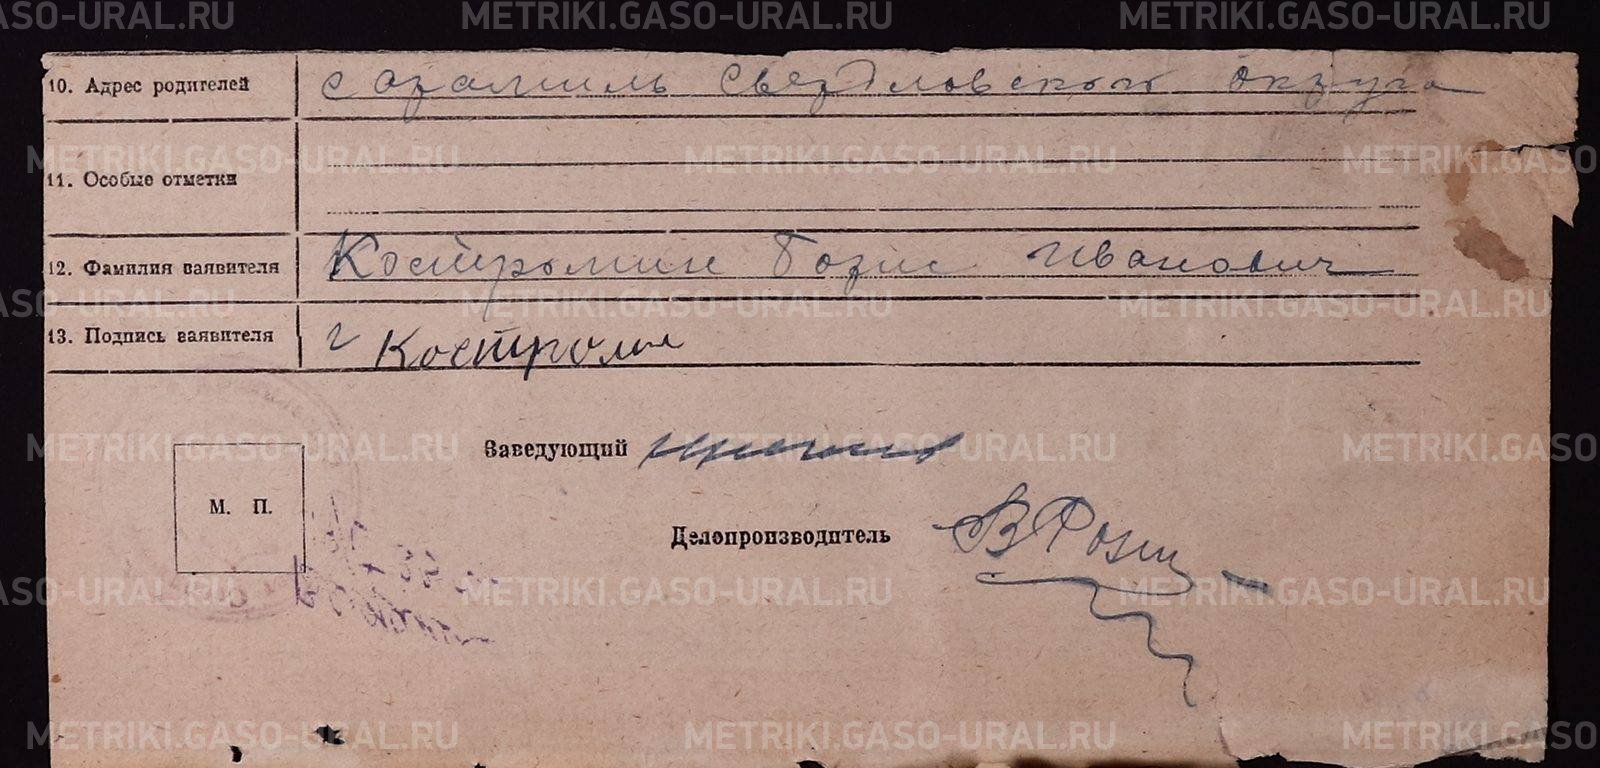 METRIKI.GASO-URAL.RU
10. Адрес родителей с арамиль Свердловского округа
11. Особые отметки
12. Фамилия заявителя Костромин Борис Иванович
13. Подпись заявителя Костромин
Заведующий
М. П.
Делопроизводитель